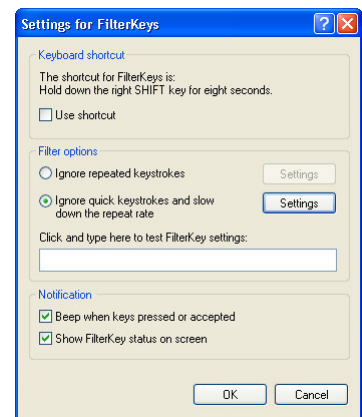 Settings for FilterKeys
Keyboard shortcut
The shortcut for FilterKeys is:
Hold down the right SHIFT key for eight seconds.
Use shortcut
Filter options
Ignore repeated keystrokes Settings
Ignore quick keystrokes and slow Settings
down the repeat rate
Click and type here to test FilterKey settings:
Notification
Beep when keys pressed or accepted
Show FilterKey status on screen
OK Cancel